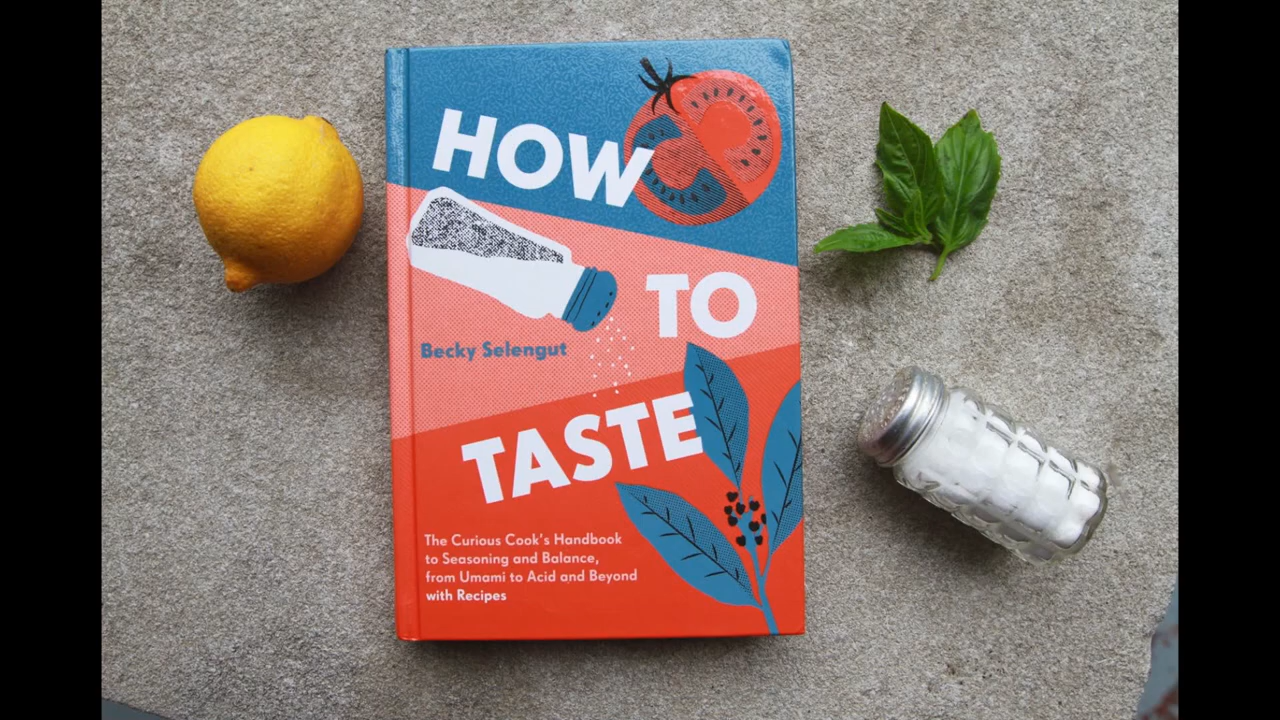 HOW
TO
Becky Selengut
TASTE
The Curious Cook's Handbook
to Seasoning and Balance,
from Umami to Acid and Beyond
with Recipes